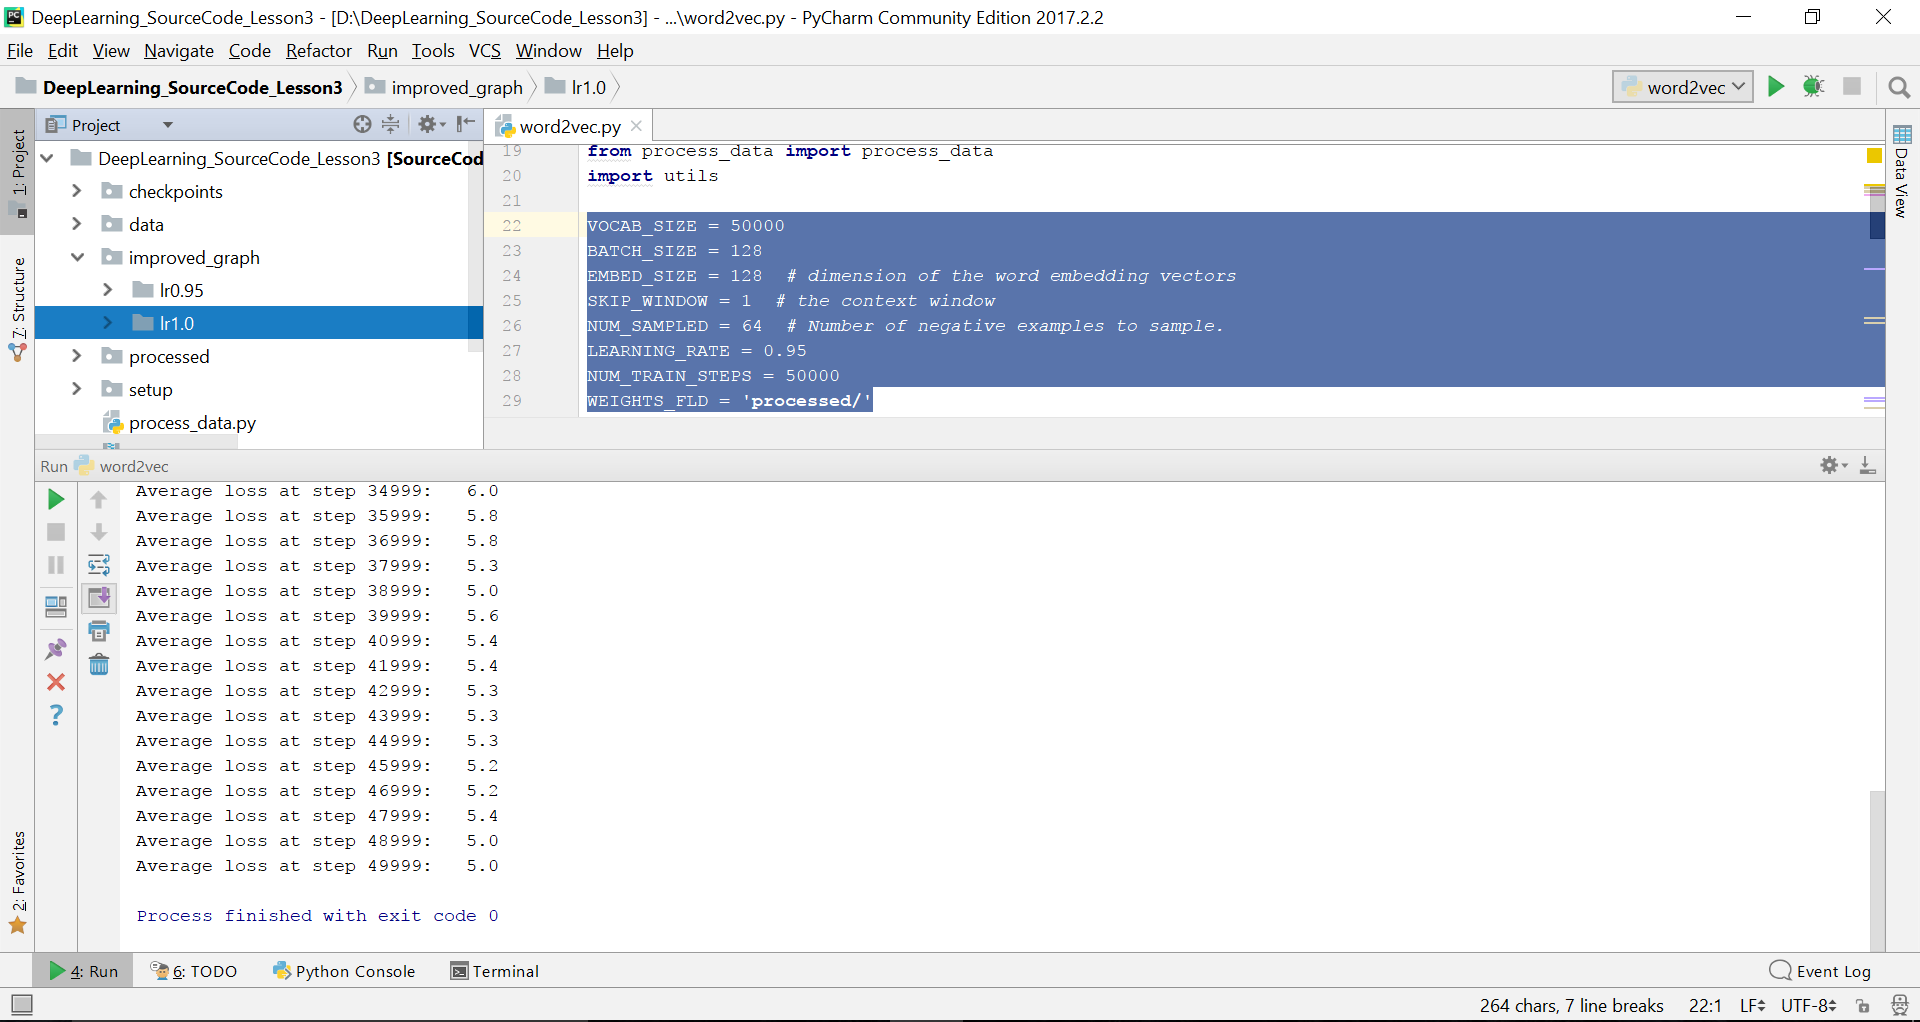 DeepLearning_SourceCode_Lesson3 - [D:\DeepLearning_SourceCode_Lesson3] - ...\word2vec.py - PyCharm Community Edition 2017.2.2
File Edit View Navigate Code Refactor Run Tools VCS Window Help
DeepLearning_SourceCode_Lesson3 improved_graph lr1.0 word2vec
1: Project
7: Structure
2: Favorites
Project
DeepLearning_SourceCode_Lesson3 [SourceCod
checkpoints
data
improved_graph
lr0.95
lr1.0
processed
setup
process_data.py
word2vec.py
19 from process_data import process_data
20 import utils
21
22 VOCAB_SIZE = 50000
23 BATCH_SIZE = 128
24 EMBED_SIZE = 128 # dimension of the word embedding vectors
25 SKIP_WINDOW = 1 # the context window
26 NUM_SAMPLED = 64 # Number of negative examples to sample.
27 LEARNING_RATE = 0.95
28 NUM_TRAIN_STEPS = 50000
29 WEIGHTS_FLD = 'processed/'
Data View
Run word2vec
Average loss at step 34999: 6.0
Average loss at step 35999: 5.8
Average loss at step 36999: 5.8
Average loss at step 37999: 5.3
Average loss at step 38999: 5.0
Average loss at step 39999: 5.6
Average loss at step 40999: 5.4
Average loss at step 41999: 5.4
Average loss at step 42999: 5.3
Average loss at step 43999: 5.3
Average loss at step 44999: 5.3
Average loss at step 45999: 5.2
Average loss at step 46999: 5.2
Average loss at step 47999: 5.4
Average loss at step 48999: 5.0
Average loss at step 49999: 5.0
Process finished with exit code 0
4: Run 6: TODO Python Console Terminal Event Log
264 chars, 7 line breaks 22:1 LF UTF-8